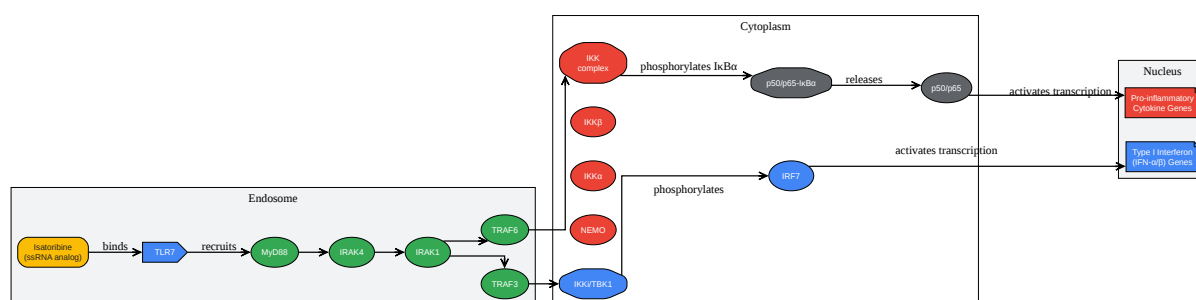 Cytoplasm
IKK
complex
phosphorylates IκBα
p50/p65-IκBα
releases
p50/p65
activates transcription
Nucleus
Pro-inflammatory
Cytokine Genes
IKKβ
Type I Interferon
(IFN-α/β) Genes
activates transcription
IKKα
phosphorylates
IRF7
NEMO
Endosome
Isatoribine
(ssRNA analog)
binds
TLR7
recruits
MyD88
IRAK4
IRAK1
TRAF6
TRAF3
IKKi/TBK1